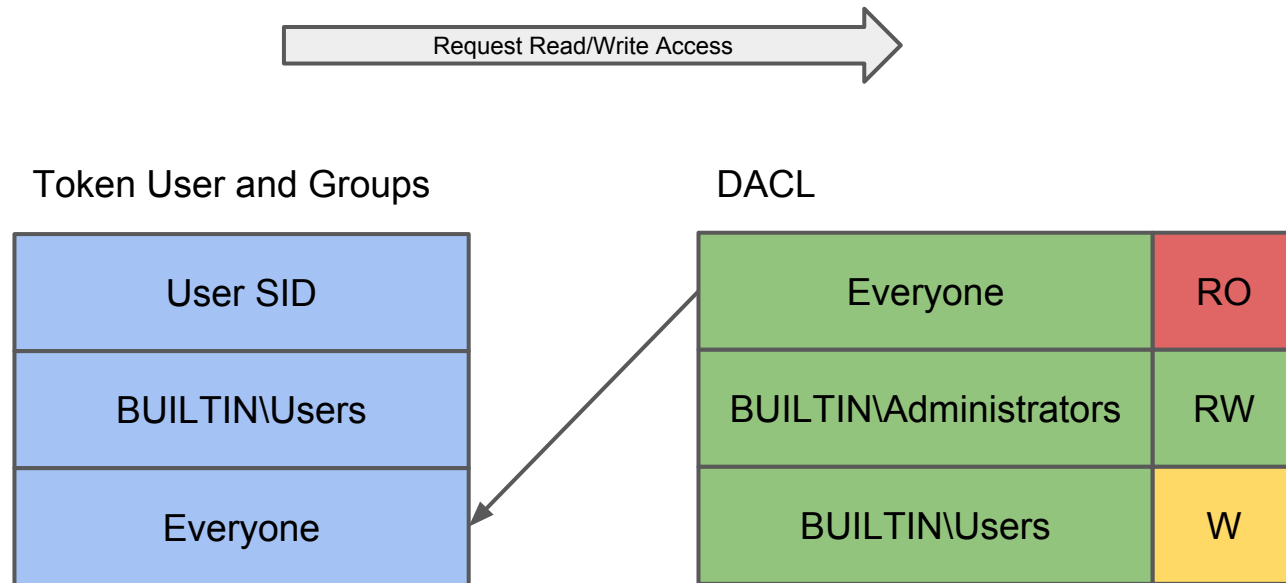 Request Read/Write Access
Token User and Groups
DACL
User SID
BUILTIN\Users
Everyone
Everyone
RO
BUILTIN\Administrators
RW
BUILTIN\Users
W